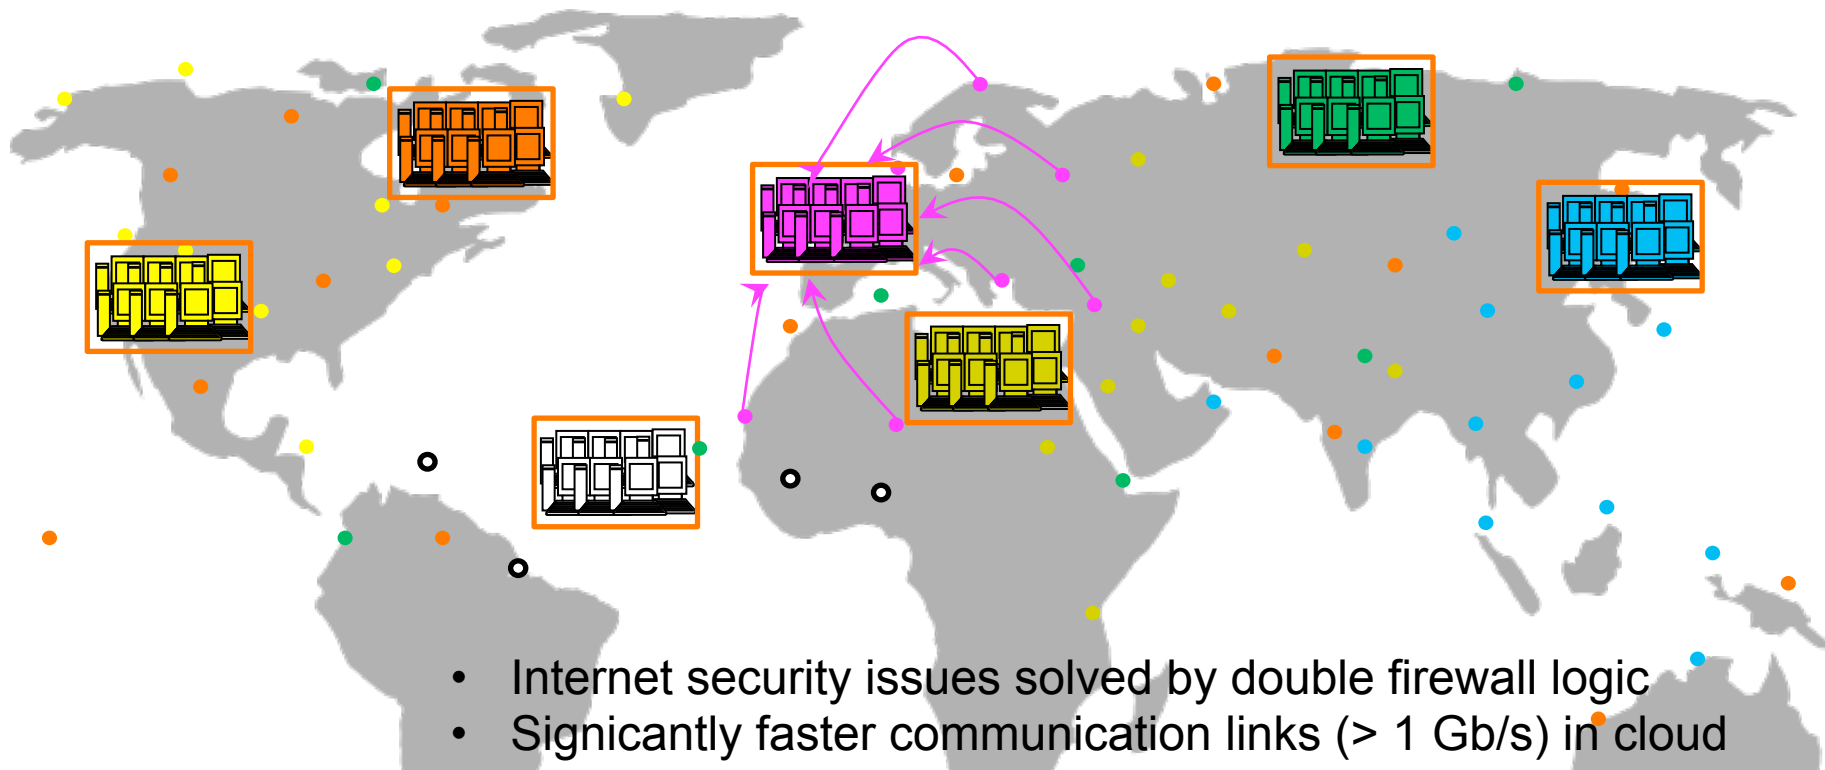 • Internet security issues solved by double firewall logic
• Signicantly faster communication links (> 1 Gb/s) in cloud